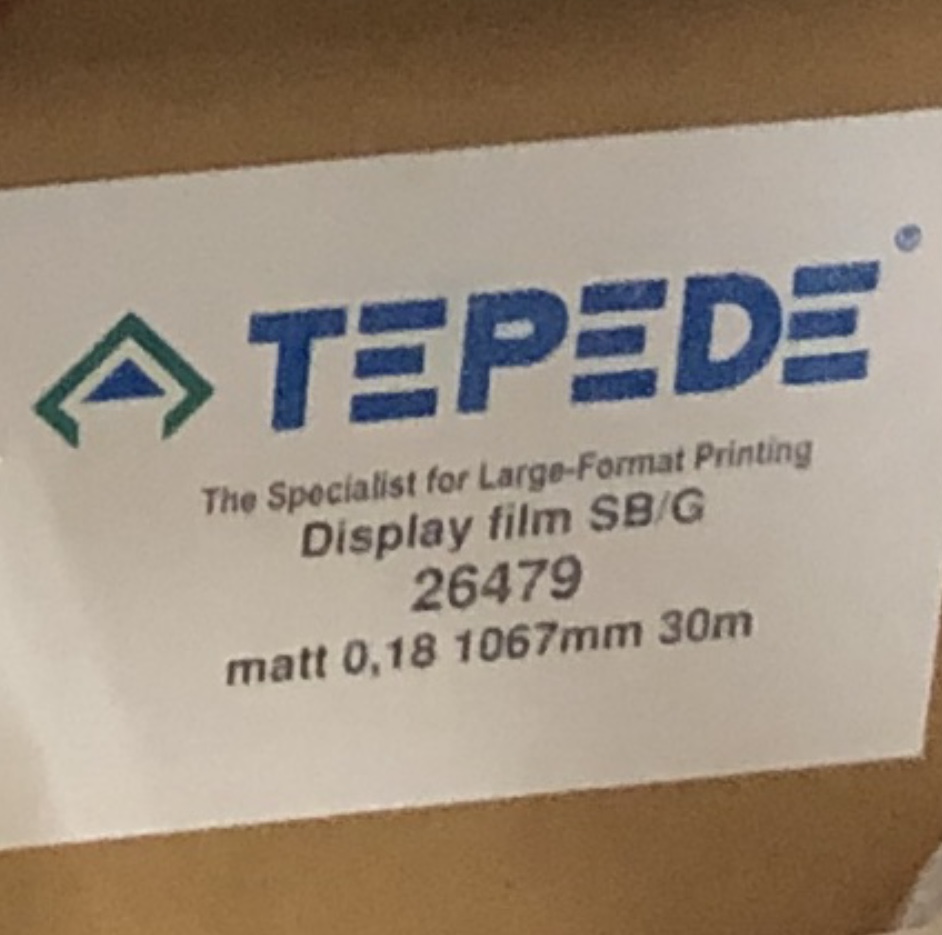 TEPEDE®
The Specialist for Large-Format Printing
Display film SB/G
26479
matt 0,18 1067mm 30m